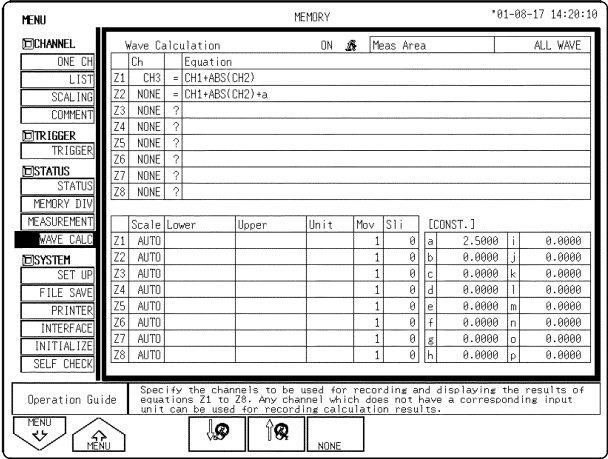 MENU MEMORY '01-08-17 14:20:10
CHANNEL
ONE CH
LIST
SCALING
COMMENT
TRIGGER
TRIGGER
STATUS
STATUS
MEMORY DIV
MEASUREMENT
WAVE CALC
SYSTEM
SET UP
FILE SAVE
PRINTER
INTERFACE
INITIALIZE
SELF CHECK
Wave Calculation ON Meas Area ALL WAVE
Ch Equation
Z1 CH3 = CH1+ABS(CH2)
Z2 NONE = CH1+ABS(CH2)+a
Z3 NONE ?
Z4 NONE ?
Z5 NONE ?
Z6 NONE ?
Z7 NONE ?
Z8 NONE ?
Scale Lower Upper Unit Mov Sli [CONST.]
Z1 AUTO 1 0 a 2.5000 i 0.0000
Z2 AUTO 1 0 b 0.0000 j 0.0000
Z3 AUTO 1 0 c 0.0000 k 0.0000
Z4 AUTO 1 0 d 0.0000 l 0.0000
Z5 AUTO 1 0 e 0.0000 m 0.0000
Z6 AUTO 1 0 f 0.0000 n 0.0000
Z7 AUTO 1 0 g 0.0000 o 0.0000
Z8 AUTO 1 0 h 0.0000 p 0.0000
Operation Guide
Specify the channels to be used for recording and displaying the results of
equations Z1 to Z8. Any channel which does not have a corresponding input
unit can be used for recording calculation results.
MENU
MENU
NONE